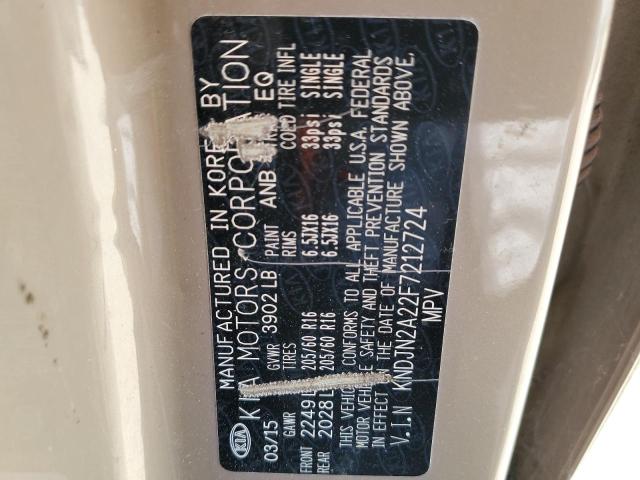 MANUFACTURED IN KOREA BY
KIA KIA MOTORS CORPORATION
03/15 GVWR 3902 LB PAINT ANB EQ
GAWR TIRES RIMS COLD TIRE INFL
FRONT 2249 205/60 R16 6.5JX16 33psi SINGLE
REAR 2028 L 205/60 R16 6.5JX16 33psi SINGLE
THIS VEHICLE CONFORMS TO ALL APPLICABLE U.S.A. FEDERAL
MOTOR VEHICLE SAFETY AND THEFT PREVENTION STANDARDS
IN EFFECT ON THE DATE OF MANUFACTURE SHOWN ABOVE.
V.I.N KNDJN2A22F7212724
MPV